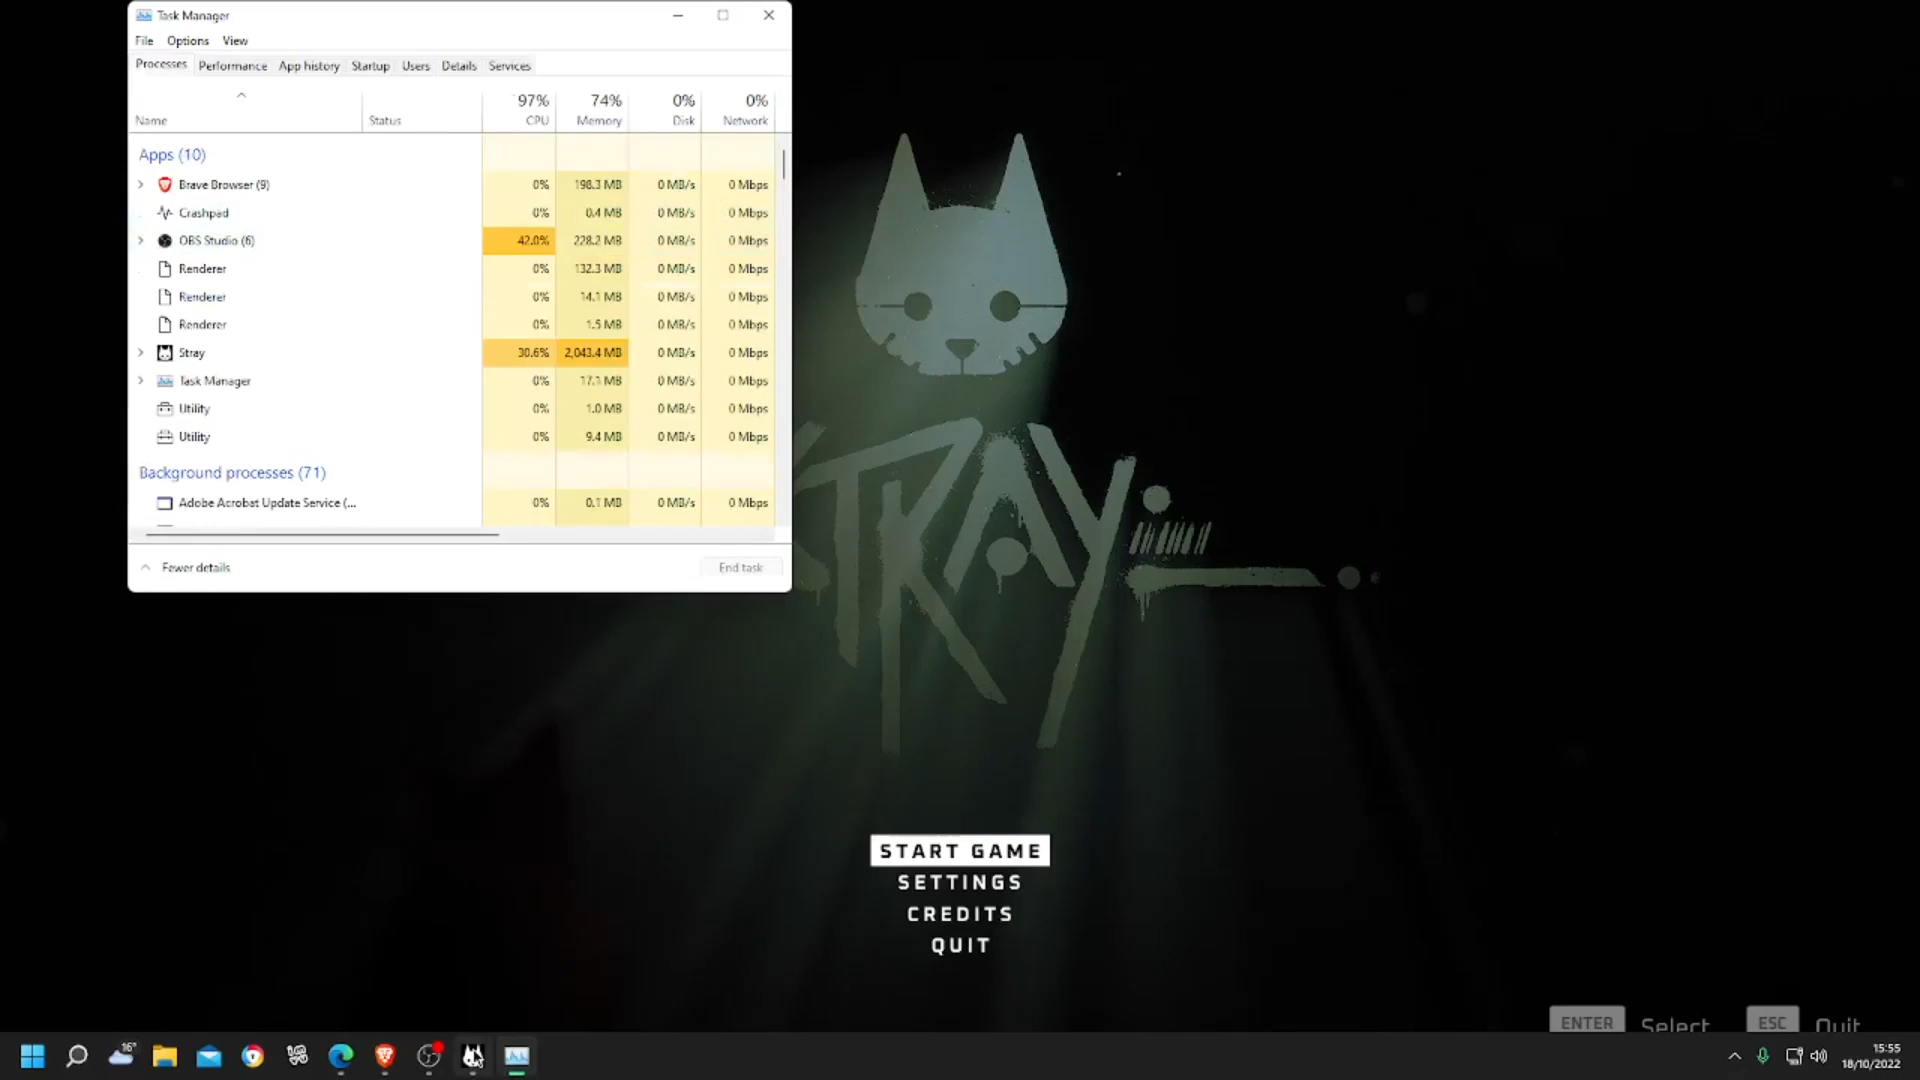 Task Manager
File Options View
Processes Performance App history Startup Users Details Services
97% 74% 0% 0%
Name Status CPU Memory Disk Network
Apps (10)
Brave Browser (9) 0% 198.3 MB 0 MB/s 0 Mbps
Crashpad 0% 0.4 MB 0 MB/s 0 Mbps
OBS Studio (6) 42.0% 228.2 MB 0 MB/s 0 Mbps
Renderer 0% 132.3 MB 0 MB/s 0 Mbps
Renderer 0% 14.1 MB 0 MB/s 0 Mbps
Renderer 0% 1.5 MB 0 MB/s 0 Mbps
Stray 30.6% 2,043.4 MB 0 MB/s 0 Mbps
Task Manager 0% 17.1 MB 0 MB/s 0 Mbps
Utility 0% 1.0 MB 0 MB/s 0 Mbps
Utility 0% 9.4 MB 0 MB/s 0 Mbps
Background processes (71)
Adobe Acrobat Update Service (... 0% 0.1 MB 0 MB/s 0 Mbps
Fewer details End task
TRAY
START GAME
SETTINGS
CREDITS
QUIT
ENTER Select ESC Quit
16°
15:55
18/10/2022